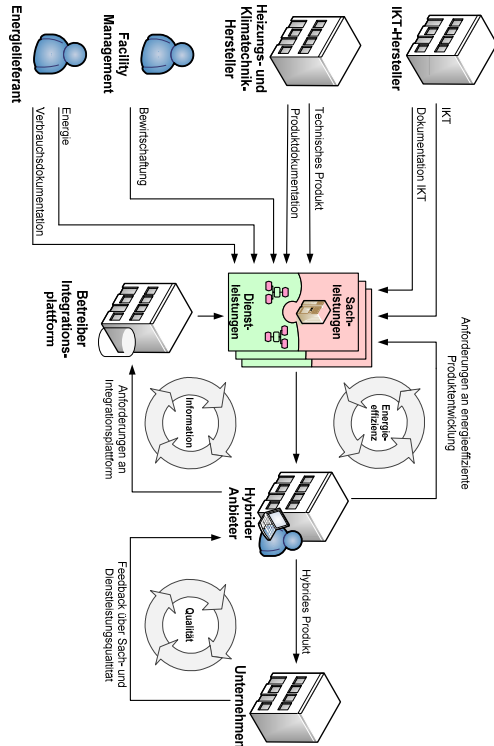 IKT-Hersteller
IKT
Dokumentation IKT
Heizungs- und
Klimatechnik-
Hersteller
Technisches Produkt
Produktdokumentation
Facility
Management
Bewirtschaftung
Energielieferant
Energie
Verbrauchsdokumentation
Sach-
leistungen
Dienst-
leistungen
Betreiber
Integrations-
plattform
Anforderungen an energieeffiziente
Produktentwicklung
Energie-
effizienz
Information
Anforderungen an
Integrationsplattform
Hybrider
Anbieter
Hybrides Produkt
Qualität
Feedback über Sach- und
Dienstleistungsqualtität
Unternehmen